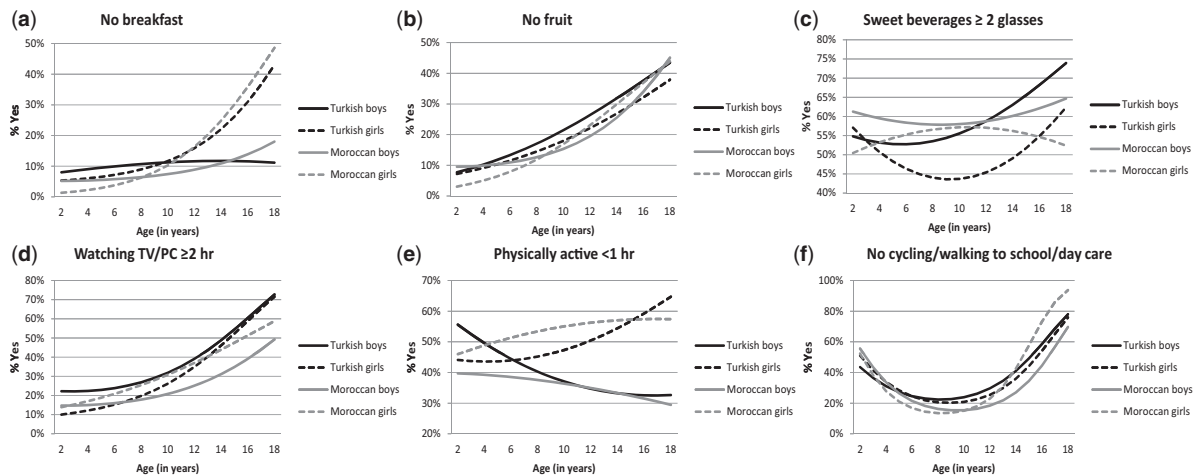 (a) No breakfast
% Yes
50%
40%
30%
20%
10%
0%
2 4 6 8 10 12 14 16 18
Age (in years)
Turkish boys
Turkish girls
Moroccan boys
Moroccan girls
(b) No fruit
% Yes
50%
40%
30%
20%
10%
0%
2 4 6 8 10 12 14 16 18
Age (in years)
Turkish boys
Turkish girls
Moroccan boys
Moroccan girls
(c) Sweet beverages ≥ 2 glasses
% Yes
80%
75%
70%
65%
60%
55%
50%
45%
40%
2 4 6 8 10 12 14 16 18
Age (in years)
Turkish boys
Turkish girls
Moroccan boys
Moroccan girls
(d) Watching TV/PC ≥2 hr
% Yes
80%
70%
60%
50%
40%
30%
20%
10%
0%
2 4 6 8 10 12 14 16 18
Age (in years)
Turkish boys
Turkish girls
Moroccan boys
Moroccan girls
(e) Physically active <1 hr
% Yes
70%
60%
50%
40%
30%
20%
2 4 6 8 10 12 14 16 18
Age (in years)
Turkish boys
Turkish girls
Moroccan boys
Moroccan girls
(f) No cycling/walking to school/day care
% Yes
100%
80%
60%
40%
20%
0%
2 4 6 8 10 12 14 16 18
Age (in years)
Turkish boys
Turkish girls
Moroccan boys
Moroccan girls